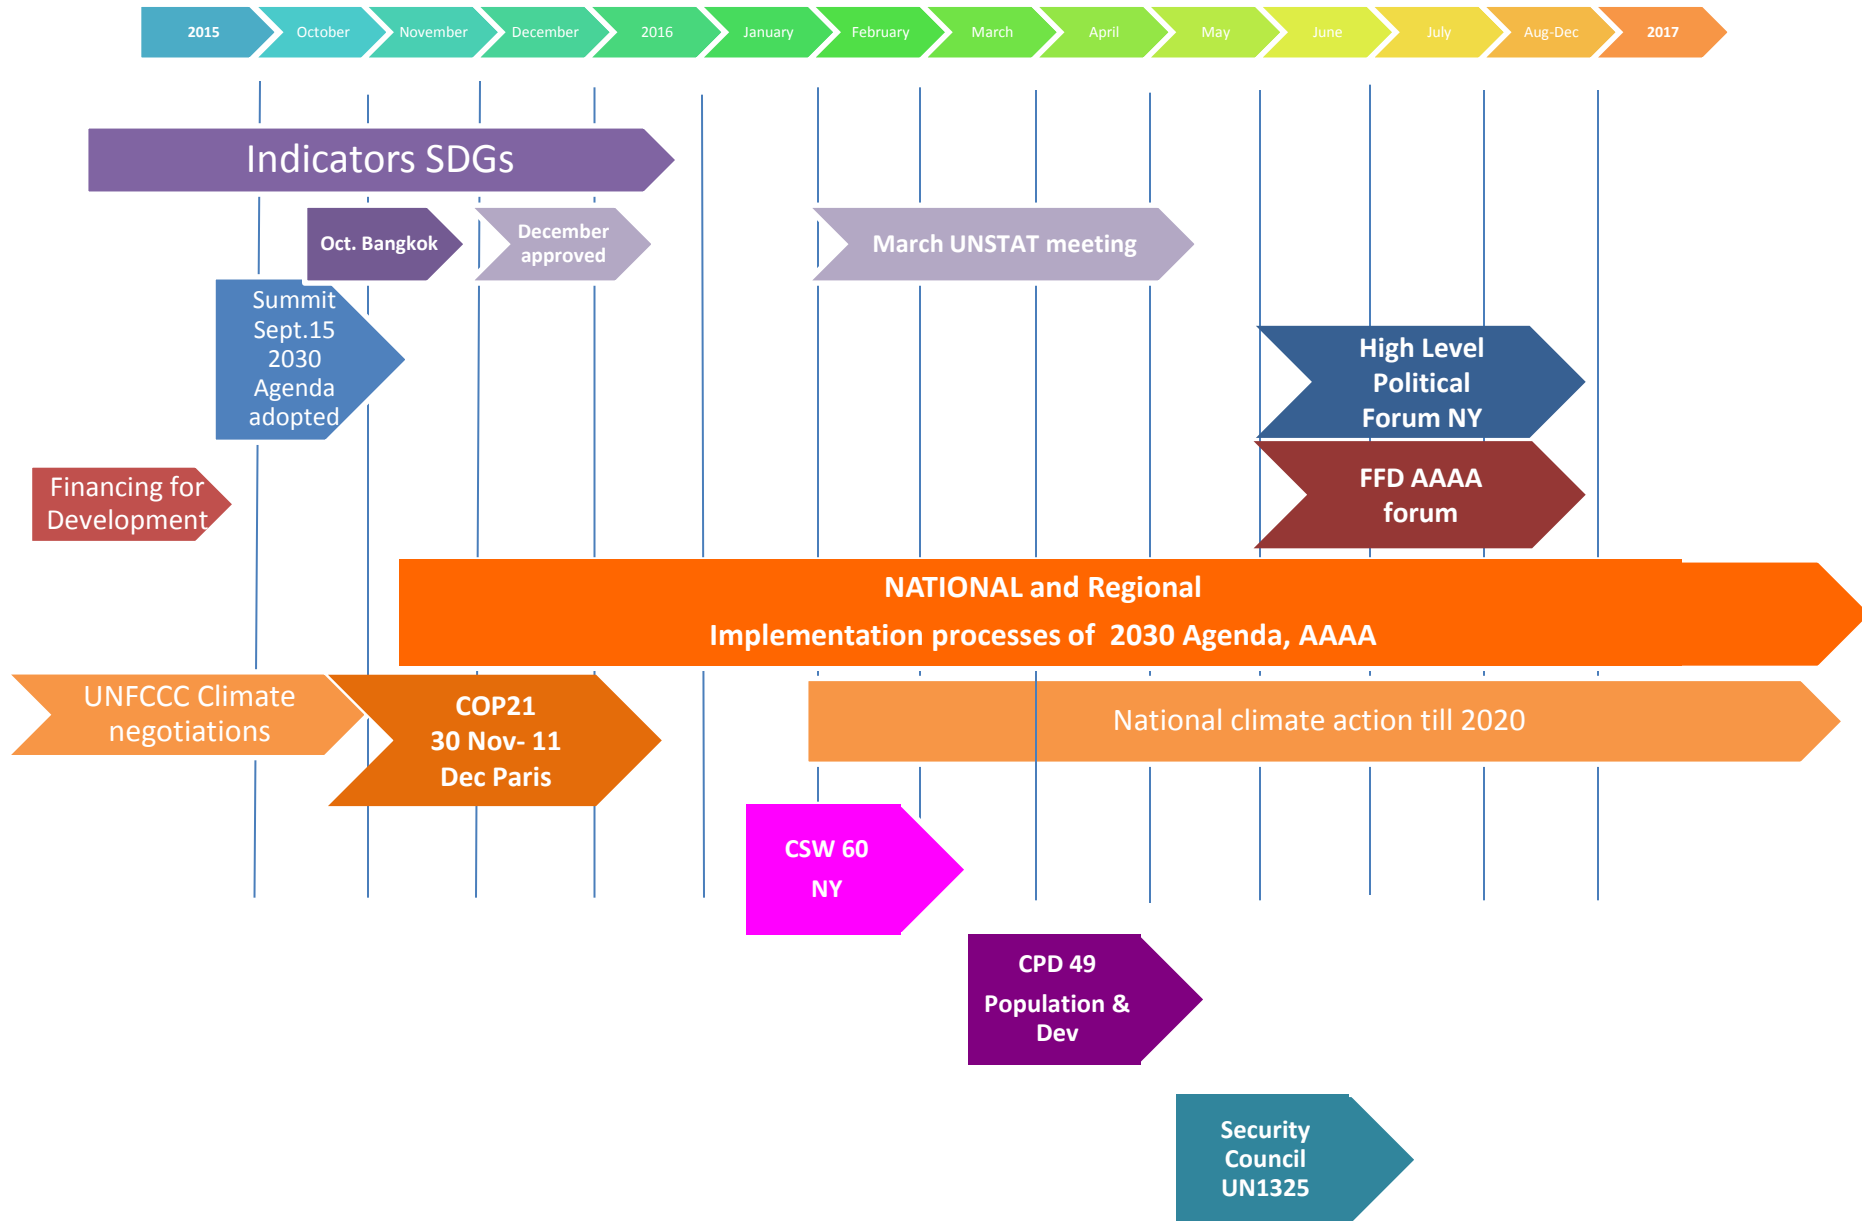 2015
October
November
December
2016
January
February
March
April
May
June
July
Aug-Dec
2017
Indicators SDGs
Oct. Bangkok
December
approved
March UNSTAT meeting
Summit
Sept.15
2030
Agenda
adopted
High Level
Political
Forum NY
Financing for
Development
FFD AAAA
forum
NATIONAL and Regional
Implementation processes of 2030 Agenda, AAAA
UNFCCC Climate
negotiations
COP21
30 Nov- 11
Dec Paris
National climate action till 2020
CSW 60
NY
CPD 49
Population &
Dev
Security
Council
UN1325